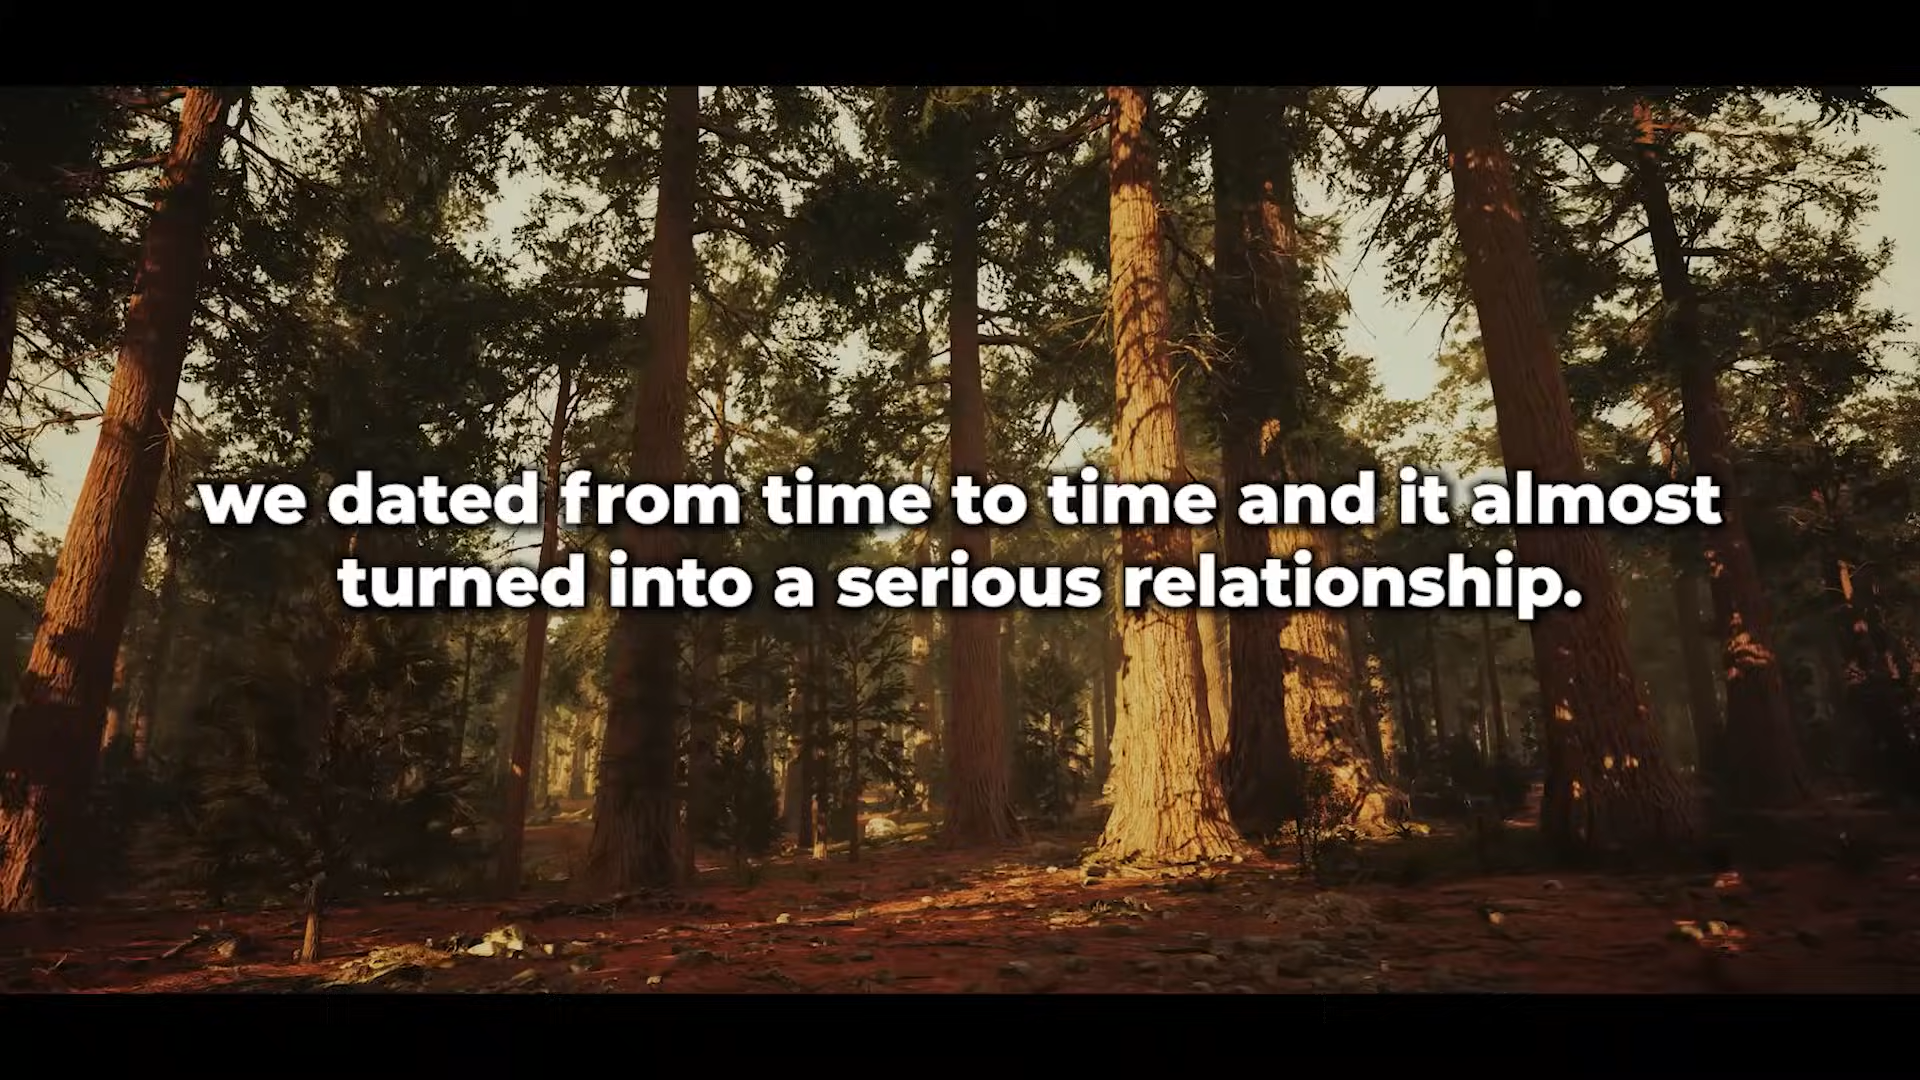 we dated from time to time and it almost
turned into a serious relationship.